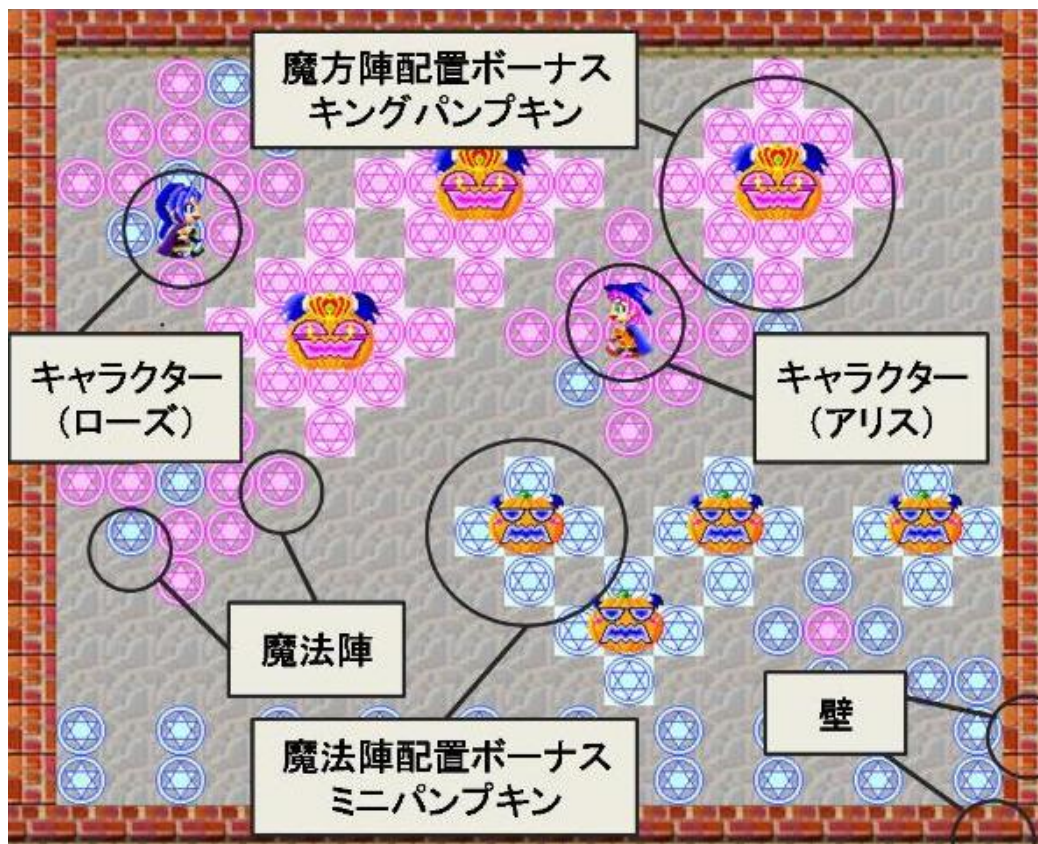 魔方陣配置ボーナス
キングパンプキン
キャラクター
(ローズ)
キャラクター
(アリス)
魔法陣
壁
魔法陣配置ボーナス
ミニパンプキン